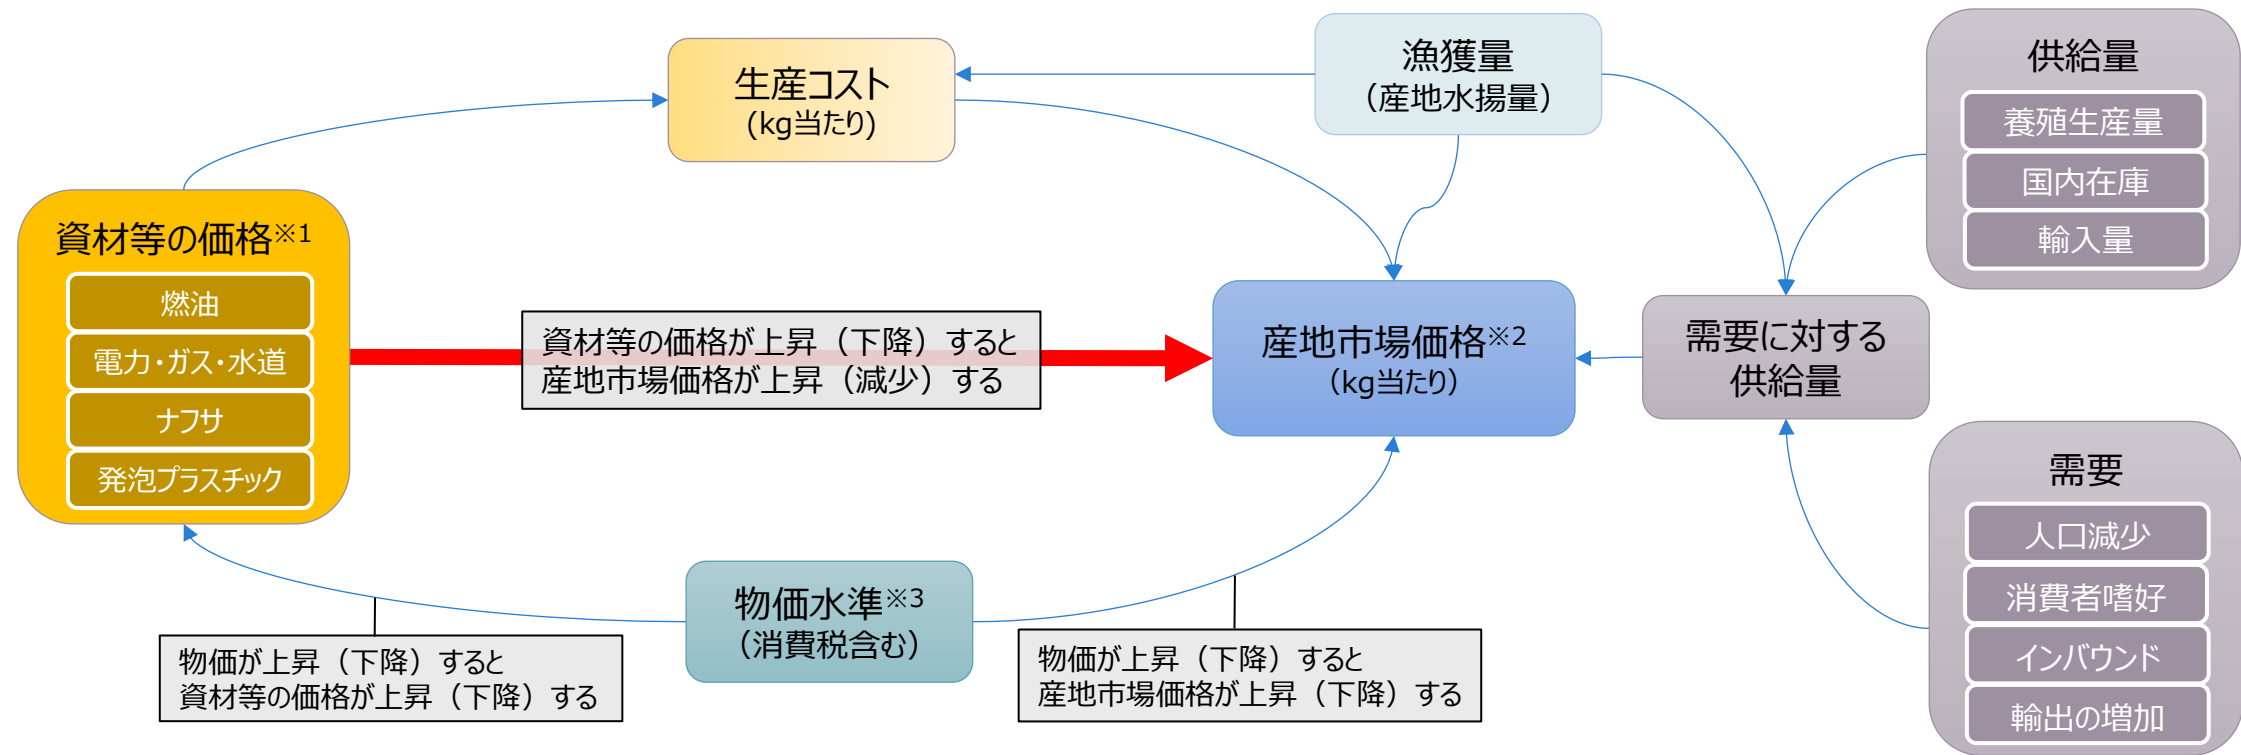 生産コスト
(kg当たり)
漁獲量
（産地水揚量）
供給量
養殖生産量
国内在庫
輸入量
資材等の価格※1
燃油
電力・ガス・水道
ナフサ
発泡プラスチック
資材等の価格が上昇（下降）すると
産地市場価格が上昇（減少）する
産地市場価格※2
（kg当たり）
需要に対する
供給量
需要
人口減少
消費者嗜好
インバウンド
輸出の増加
物価水準※3
（消費税含む）
物価が上昇（下降）すると
資材等の価格が上昇（下降）する
物価が上昇（下降）すると
産地市場価格が上昇（下降）する